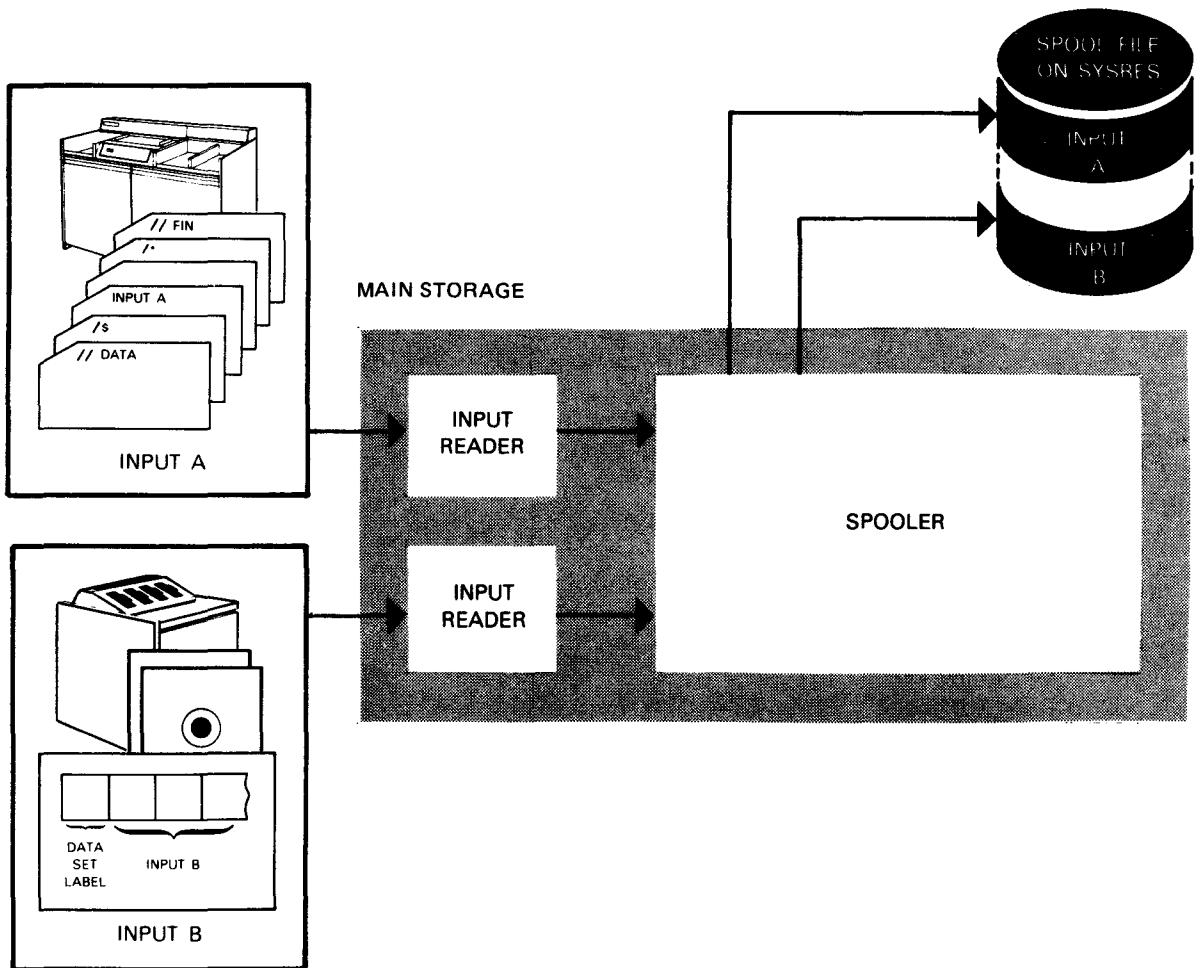 SPOOL FILE
ON SYSRES
INPUT
A
INPUT
B
// FIN
/*
INPUT A
/$
// DATA
INPUT A
MAIN STORAGE
INPUT
READER
INPUT
READER
SPOOLER
DATA
SET
LABEL
INPUT B
INPUT B